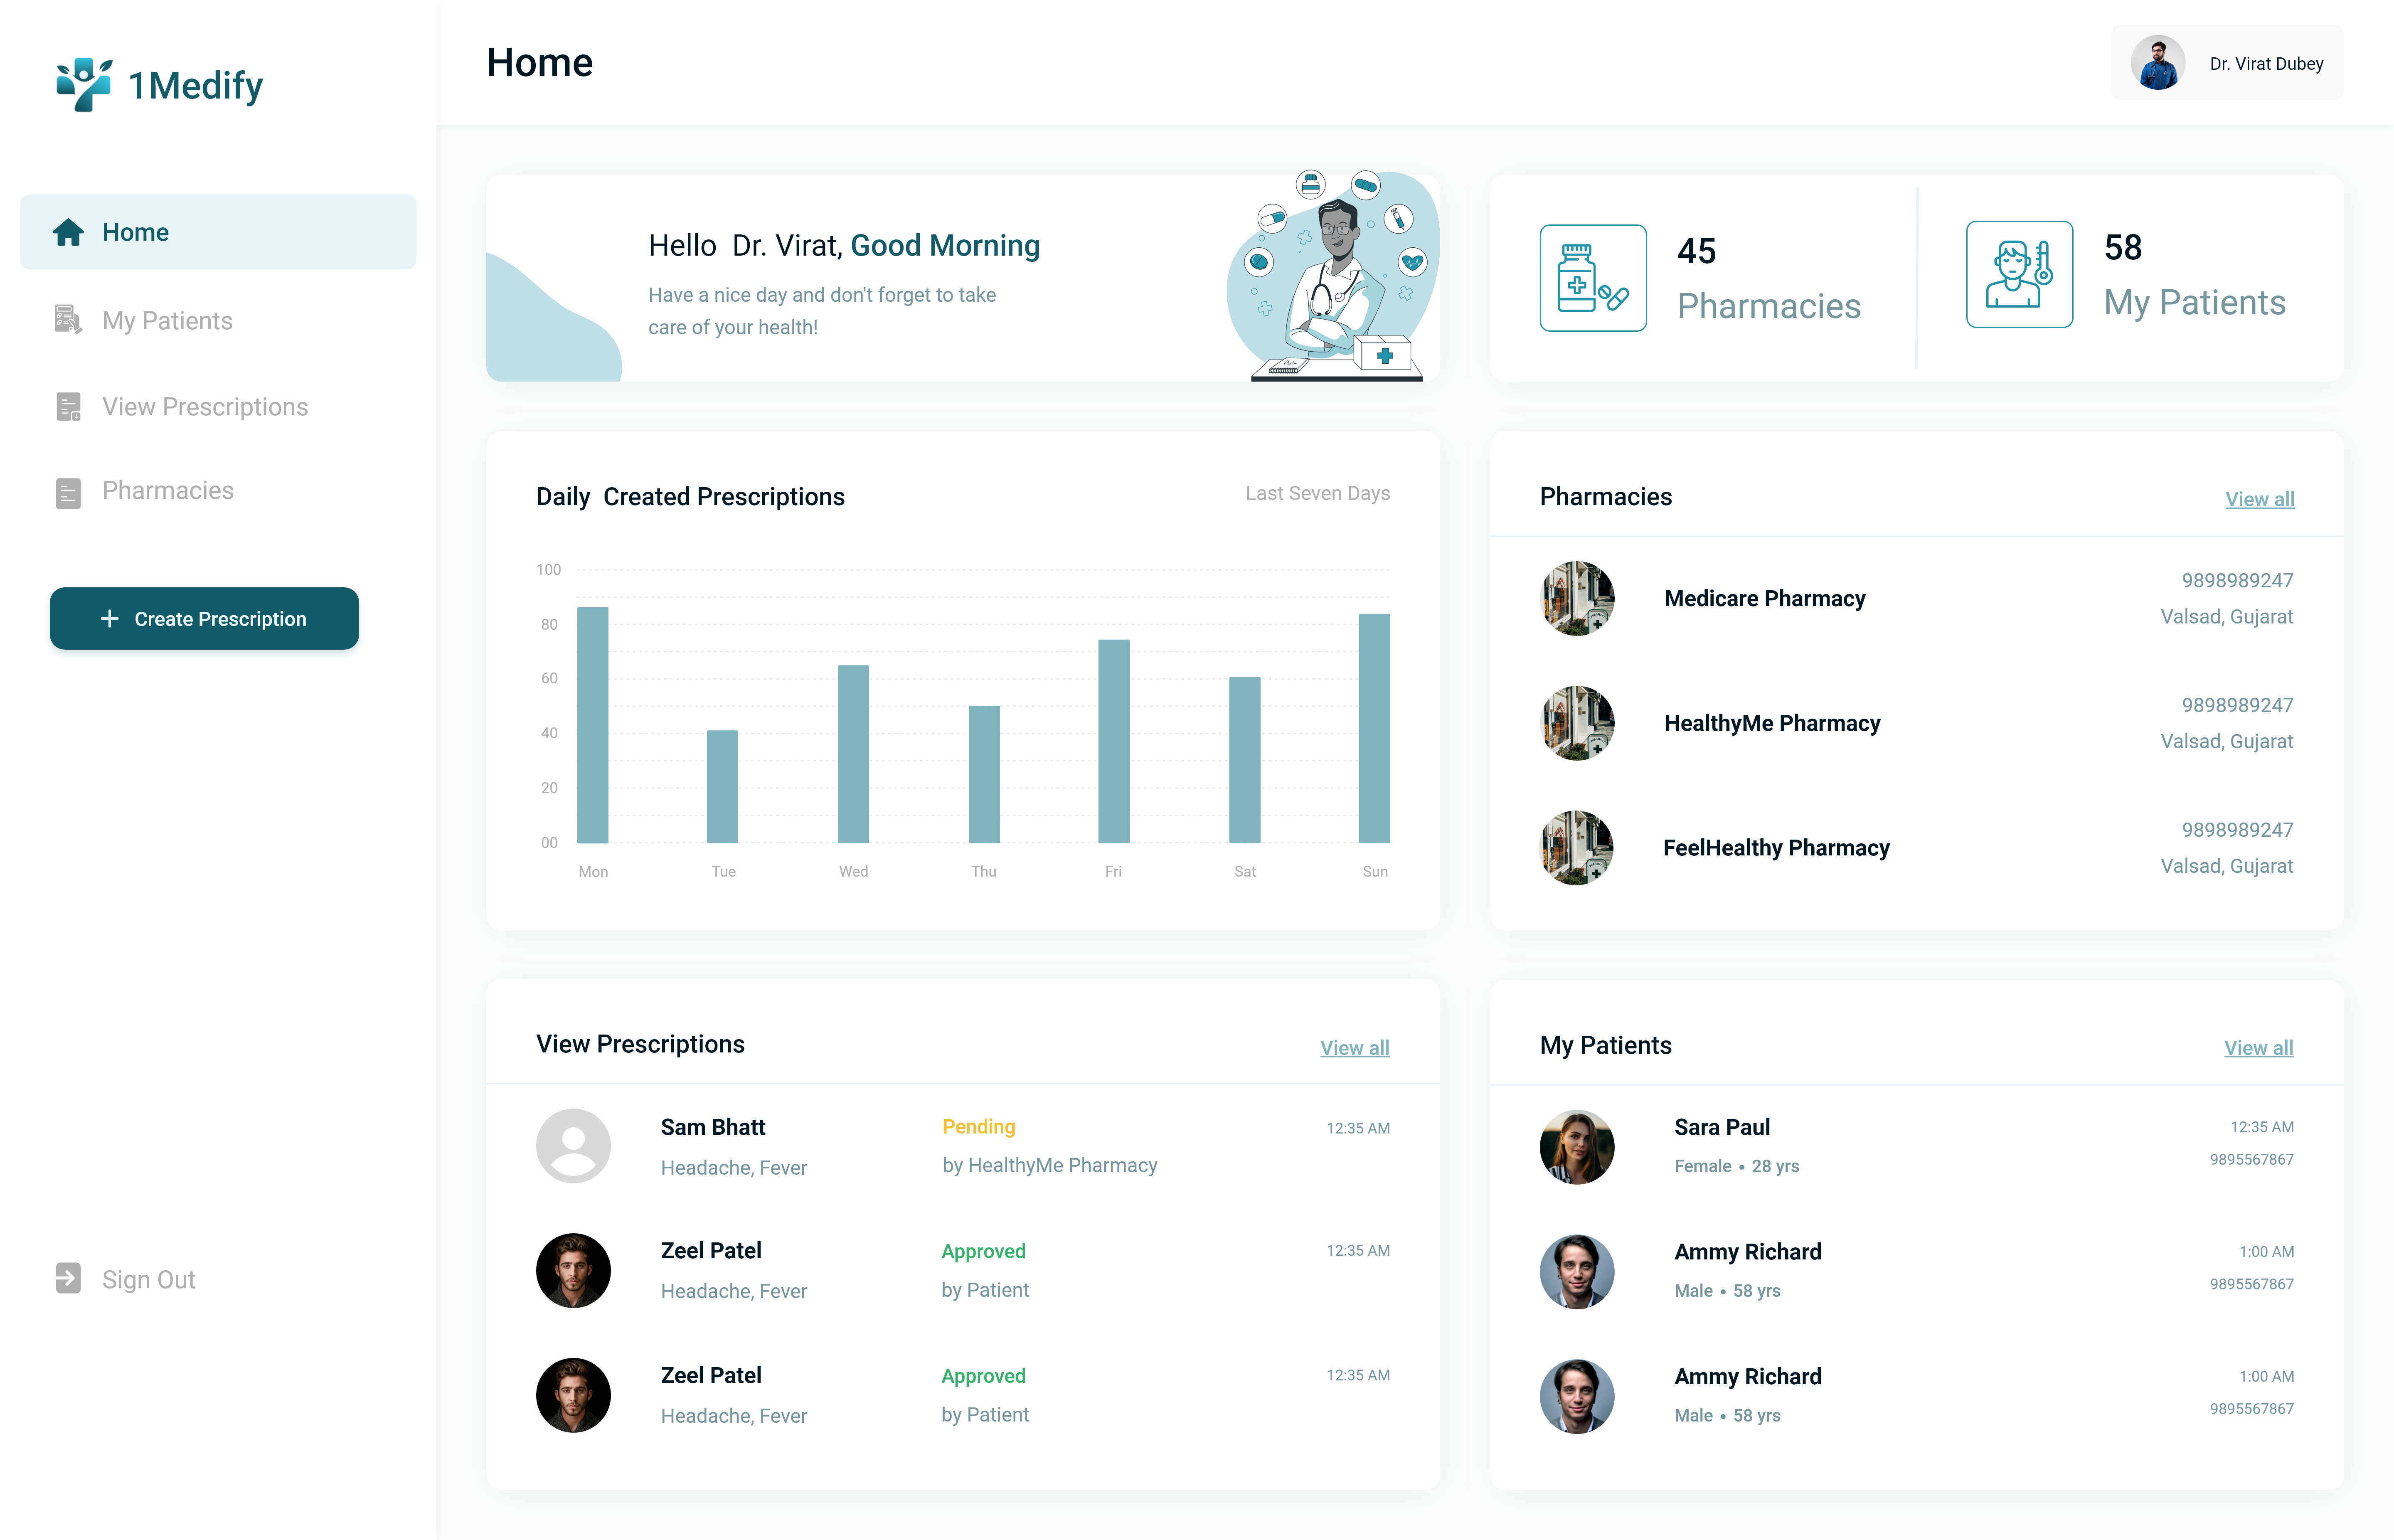 1Medify
Home
My Patients
View Prescriptions
Pharmacies
+ Create Prescription
Sign Out
Home
Dr. Virat Dubey
Hello Dr. Virat, Good Morning
Have a nice day and don't forget to take
care of your health!
45
Pharmacies
58
My Patients
Daily Created Prescriptions
Last Seven Days
100
80
60
40
20
00
Mon Tue Wed Thu Fri Sat Sun
Pharmacies
View all
Medicare Pharmacy
9898989247
Valsad, Gujarat
HealthyMe Pharmacy
9898989247
Valsad, Gujarat
FeelHealthy Pharmacy
9898989247
Valsad, Gujarat
View Prescriptions
View all
Sam Bhatt
Headache, Fever
Pending
by HealthyMe Pharmacy
12:35 AM
Zeel Patel
Headache, Fever
Approved
by Patient
12:35 AM
Zeel Patel
Headache, Fever
Approved
by Patient
12:35 AM
My Patients
View all
Sara Paul
Female • 28 yrs
12:35 AM
9895567867
Ammy Richard
Male • 58 yrs
1:00 AM
9895567867
Ammy Richard
Male • 58 yrs
1:00 AM
9895567867